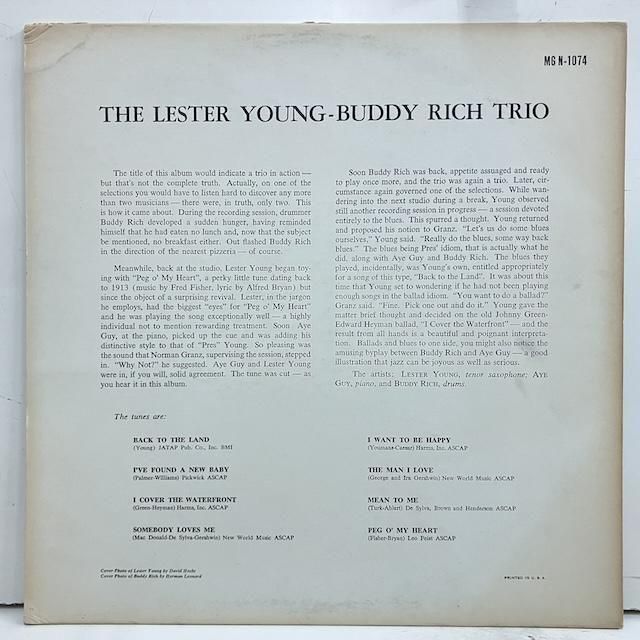 MG N-1074
THE LESTER YOUNG-BUDDY RICH TRIO
The title of this album would indicate a trio in action —
but that's not the complete truth. Actually, on one of the
selections you would have to listen hard to discover any more
than two musicians — there were, in truth, only two. This
is how it came about. During the recording session, drummer
Buddy Rich developed a sudden hunger, having reminded
himself that he had eaten no lunch and, now that the subject
be mentioned, no breakfast either. Out flashed Buddy Rich
in the direction of the nearest pizzeria — of course.
Meanwhile, back at the studio, Lester Young began toy-
ing with "Peg o' My Heart", a perky little tune dating back
to 1913 (music by Fred Fisher, lyric by Alfred Bryan) but
since the object of a surprising revival. Lester, in the jargon
he employs, had the biggest "eyes" for "Peg o' My Heart"
and he was playing the song exceptionally well — a highly
individual not to mention rewarding treatment. Soon Aye
Guy, at the piano, picked up the cue and was adding his
distinctive style to that of "Pres" Young. So pleasing was
the sound that Norman Granz, supervising the session, stepped
in. "Why Not?" he suggested. Aye Guy and Lester Young
were in, if you will, solid agreement. The tune was cut — as
you hear it in this album.
Soon Buddy Rich was back, appetite assuaged and ready
to play once more, and the trio was again a trio. Later, cir-
cumstance again governed one of the selections. While wan-
dering into the next studio during a break, Young observed
still another recording session in progress — a session devoted
entirely to the blues. This spurred a thought. Young returned
and proposed his notion to Granz. "Let's us do some blues
ourselves," Young said. "Really do the blues, some way back
blues." The blues being Pres' idiom, that is actually what he
did, along with Aye Guy and Buddy Rich. The blues they
played, incidentally, was Young's own, entitled appropriately
for a song of this type, "Back to the Land". It was about this
time that Young set to wondering if he had not been playing
enough songs in the ballad idiom. "You want to do a ballad?"
Granz said. "Fine. Pick one out and do it." Young gave the
matter brief thought and decided on the old Johnny Green-
Edward Heyman ballad, "I Cover the Waterfront" — and the
result from all hands is a beautiful and poignant interpreta-
tion. Ballads and blues to one side, you might also notice the
amusing byplay between Buddy Rich and Aye Guy — a good
illustration that jazz can be joyous as well as serious.
The artists: LESTER YOUNG, tenor saxophone; AYE
GUY, piano, and BUDDY RICH, drums.
The tunes are:
BACK TO THE LAND
(Young) JATAP Pub. Co., Inc. BMI
I'VE FOUND A NEW BABY
(Palmer-Williams) Pickwick ASCAP
I COVER THE WATERFRONT
(Green-Heyman) Harms, Inc. ASCAP
SOMEBODY LOVES ME
(Mac Donald-De Sylva-Gershwin) New World Music ASCAP
I WANT TO BE HAPPY
(Youmans-Caesar) Harms, Inc. ASCAP
THE MAN I LOVE
(George and Ira Gershwin) New World Music ASCAP
MEAN TO ME
(Turk-Ahlert) De Sylva, Brown and Henderson ASCAP
PEG O' MY HEART
(Fisher-Bryan) Leo Feist ASCAP
Cover Photo of Lester Young by David Hecht
Cover Photo of Buddy Rich by Herman Leonard
PRINTED IN U.S.A.